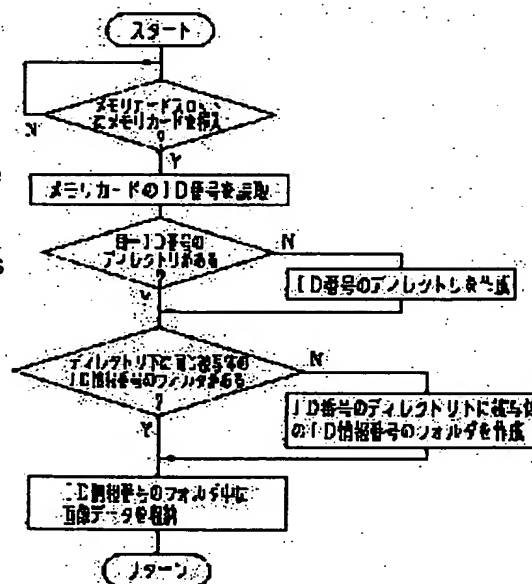 スタート
メモリカードスロット
にメモリカードを挿入
?
N
Y
メモリカードのID番号を読取
同一ID番号の
ディレクトリがある
?
N
Y
ID番号のディレクトリを作成
ディレクトリ下に
ID情報番号のフォルダがある
?
N
Y
ID番号のディレクトリ下に被写体
のID情報番号のフォルダを作成
ID情報番号のフォルダ中に
画像データを格納
リターン